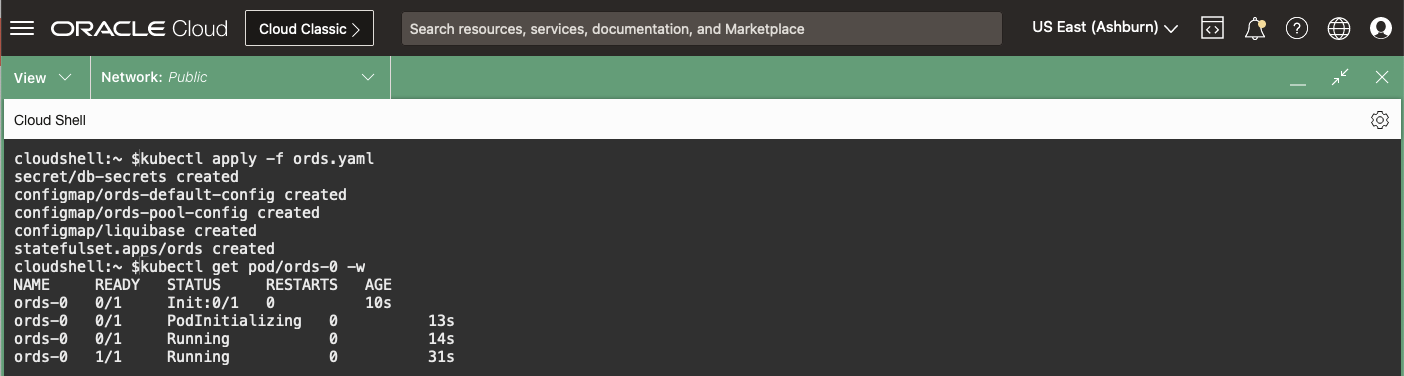 ORACLE Cloud
Cloud Classic >
Search resources, services, documentation, and Marketplace
US East (Ashburn)
View
Network: Public
Cloud Shell
cloudshell:~ $kubectl apply -f ords.yaml
secret/db-secrets created
configmap/ords-default-config created
configmap/ords-pool-config created
configmap/liquibase created
statefulset.apps/ords created
cloudshell:~ $kubectl get pod/ords-0 -w
NAME     READY   STATUS     RESTARTS   AGE
ords-0   0/1     Init:0/1   0          10s
ords-0   0/1     PodInitializing   0          13s
ords-0   0/1     Running           0          14s
ords-0   1/1     Running           0          31s